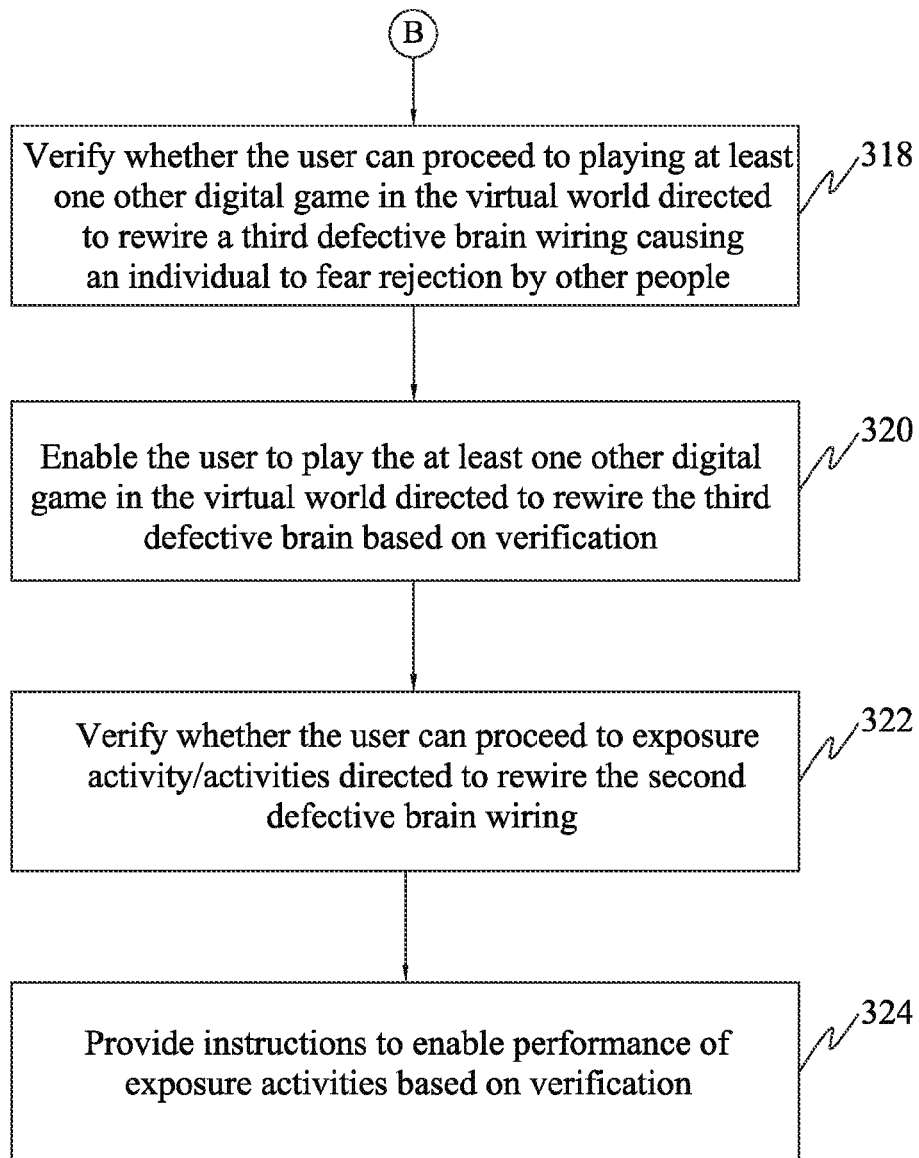 B
Verify whether the user can proceed to playing at least
one other digital game in the virtual world directed
to rewire a third defective brain wiring causing
an individual to fear rejection by other people
318
Enable the user to play the at least one other digital
game in the virtual world directed to rewire the third
defective brain based on verification
320
Verify whether the user can proceed to exposure
activity/activities directed to rewire the second
defective brain wiring
322
Provide instructions to enable performance of
exposure activities based on verification
324